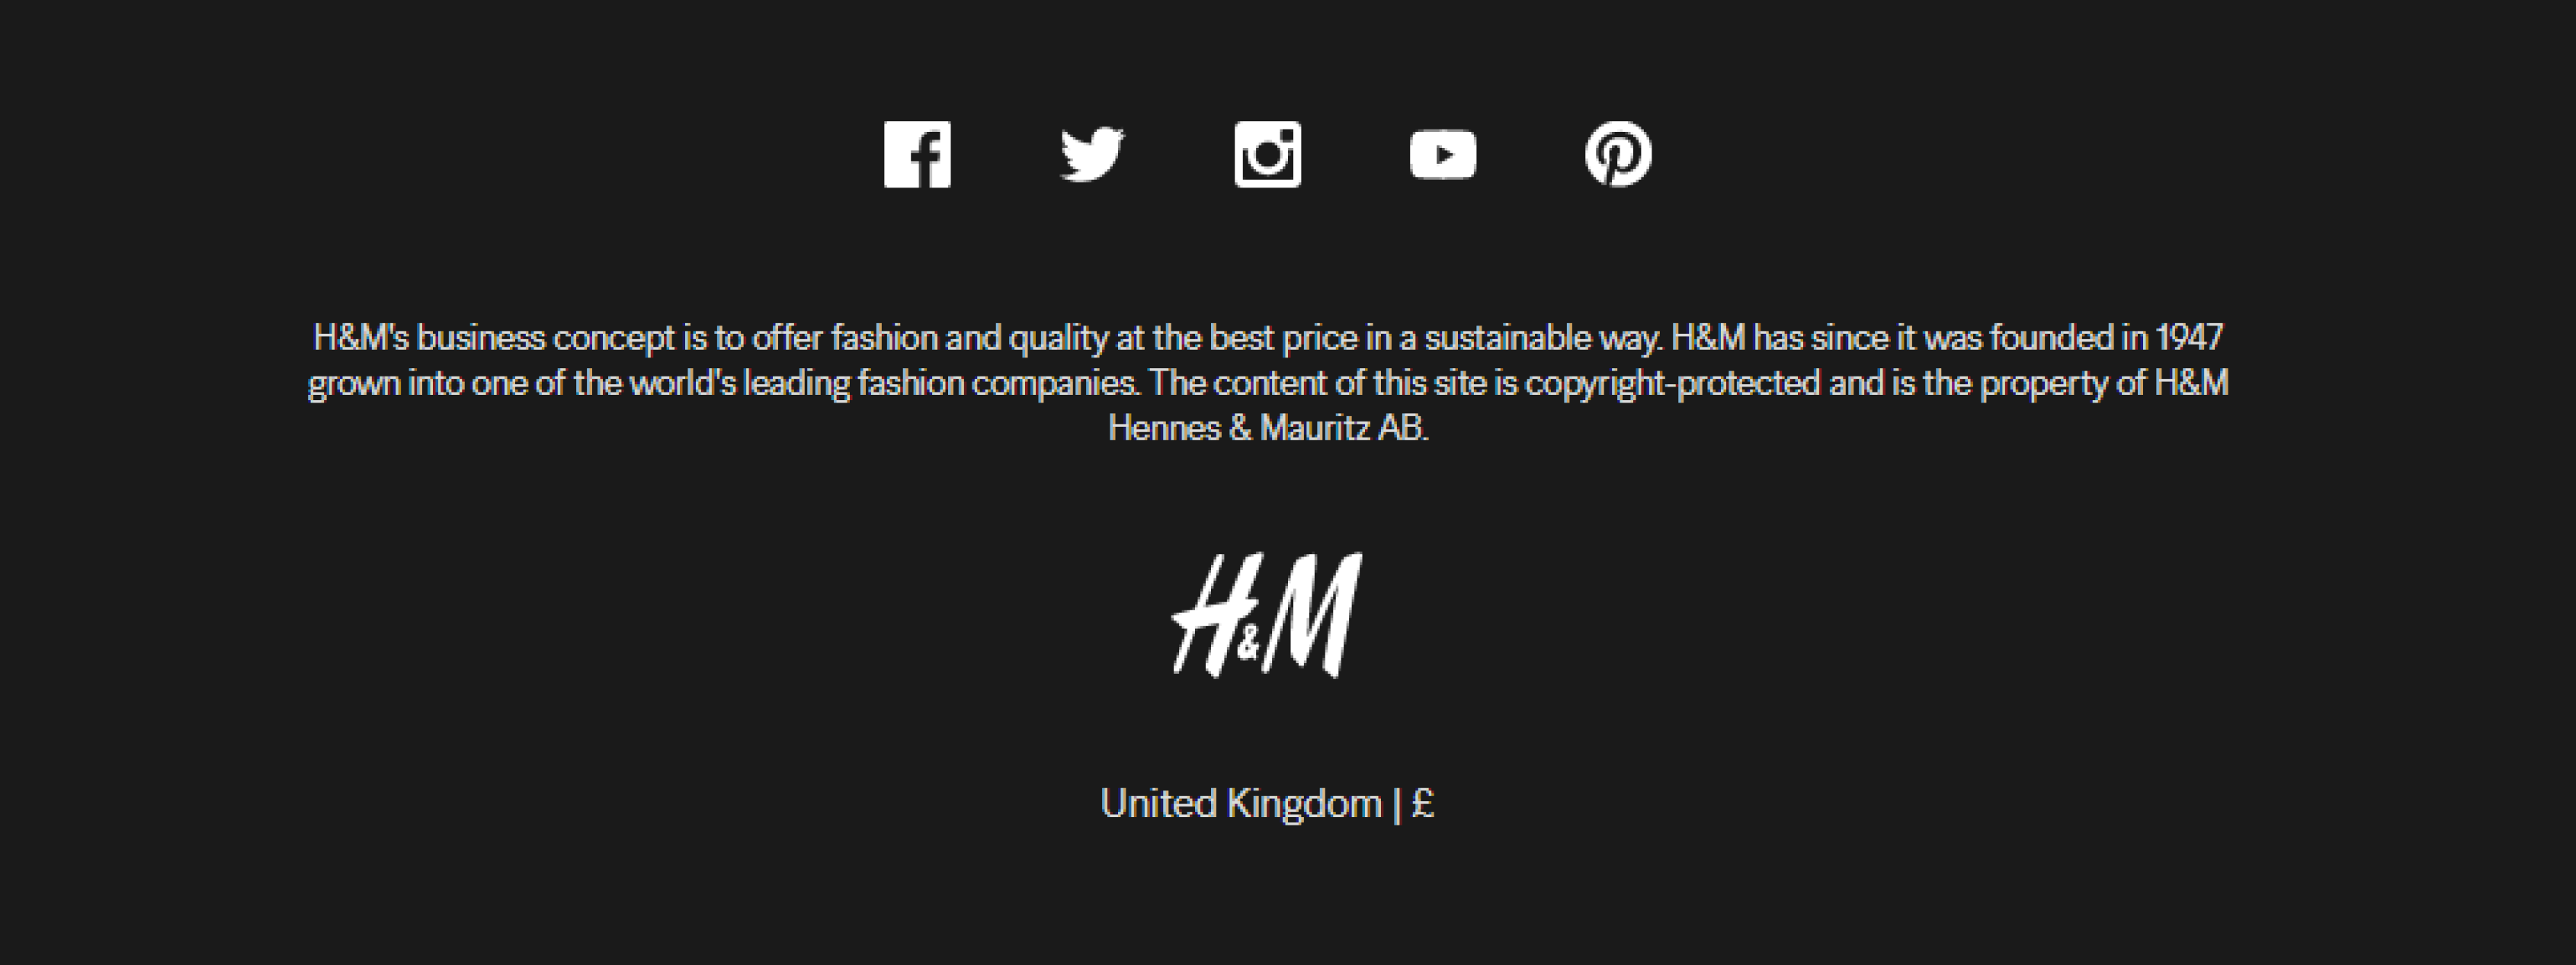 H&M's business concept is to offer fashion and quality at the best price in a sustainable way. H&M has since it was founded in 1947
grown into one of the world's leading fashion companies. The content of this site is copyright-protected and is the property of H&M
Hennes & Mauritz AB.
H&M
United Kingdom | £